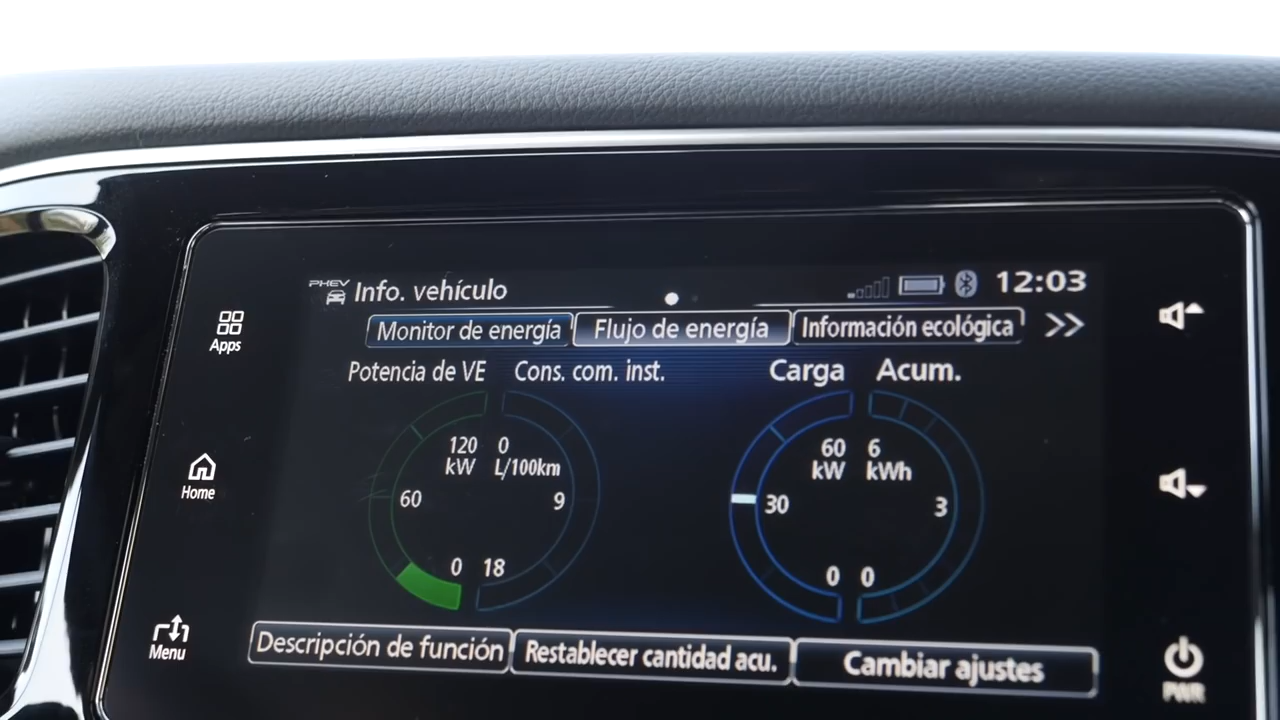 PHEV
Info. vehículo
12:03
Monitor de energía
Flujo de energía
Información ecológica
Apps
Potencia de VE
Cons. com. inst.
Carga
Acum.
120
kW
0
L/100km
60
9
0
18
60
kW
6
kWh
30
3
0
0
Home
Menu
Descripción de función
Restablecer cantidad acu.
Cambiar ajustes
PWR